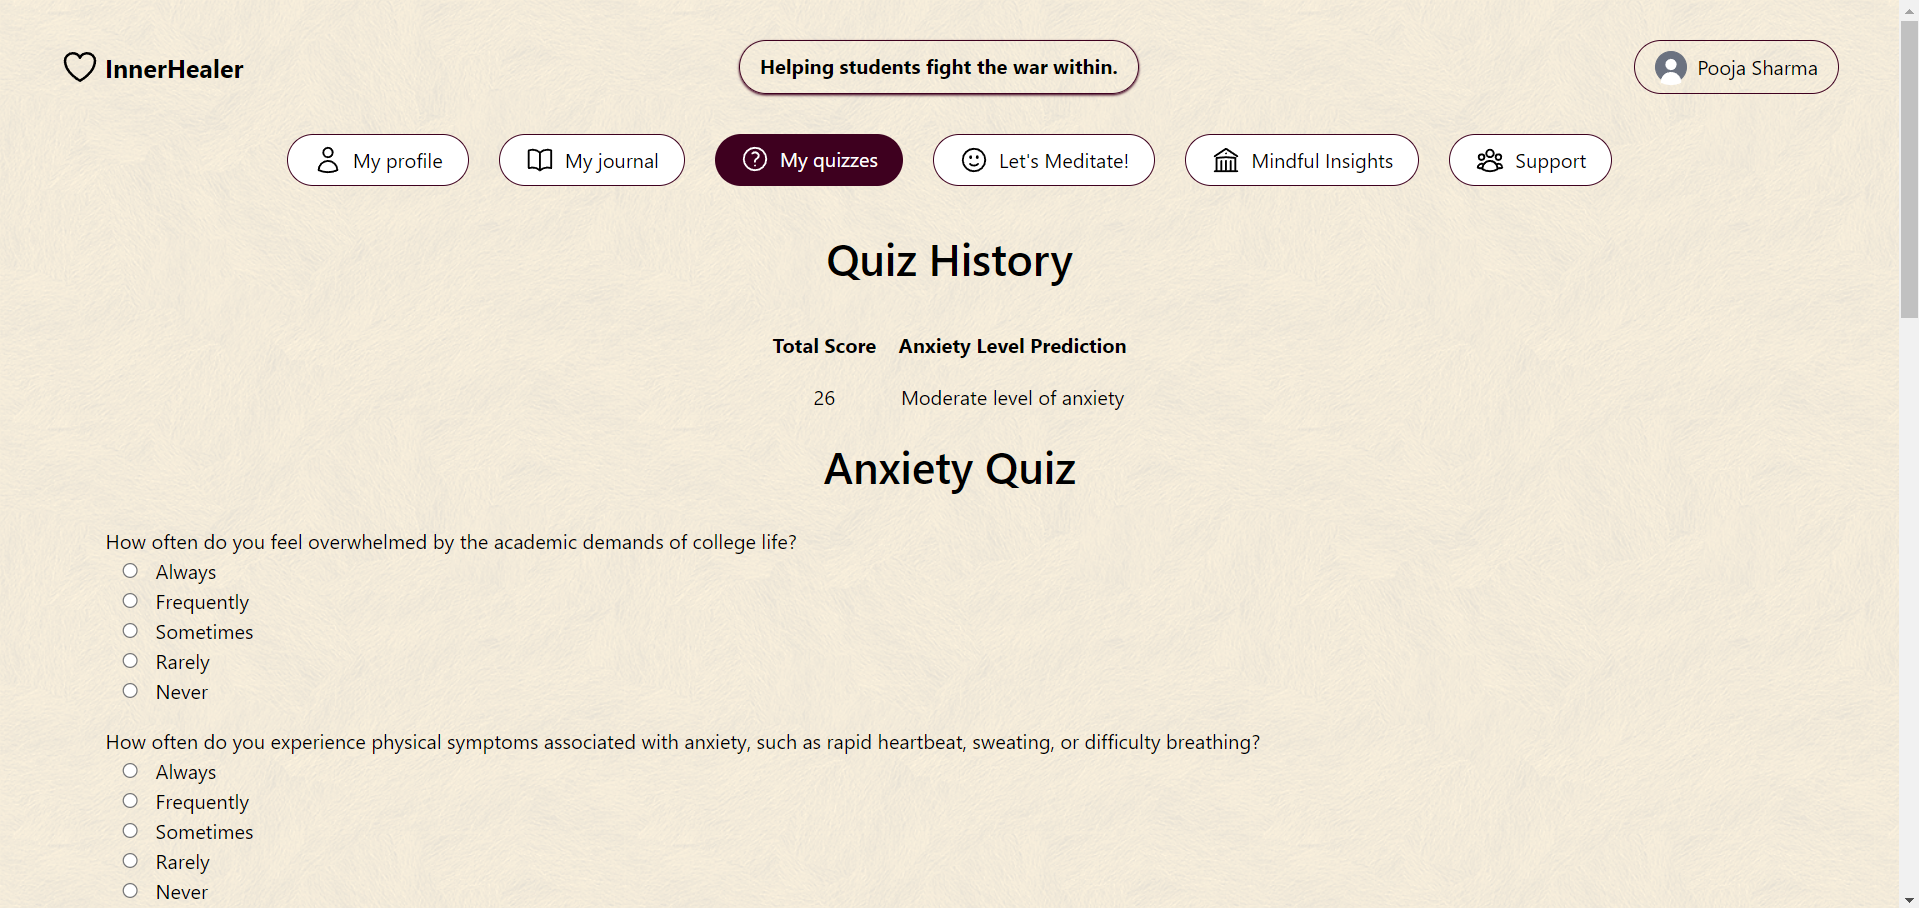 InnerHealer
Helping students fight the war within.
Pooja Sharma
My profile
My journal
My quizzes
Let's Meditate!
Mindful Insights
Support
Quiz History
Total Score Anxiety Level Prediction
26 Moderate level of anxiety
Anxiety Quiz
How often do you feel overwhelmed by the academic demands of college life?
Always
Frequently
Sometimes
Rarely
Never
How often do you experience physical symptoms associated with anxiety, such as rapid heartbeat, sweating, or difficulty breathing?
Always
Frequently
Sometimes
Rarely
Never